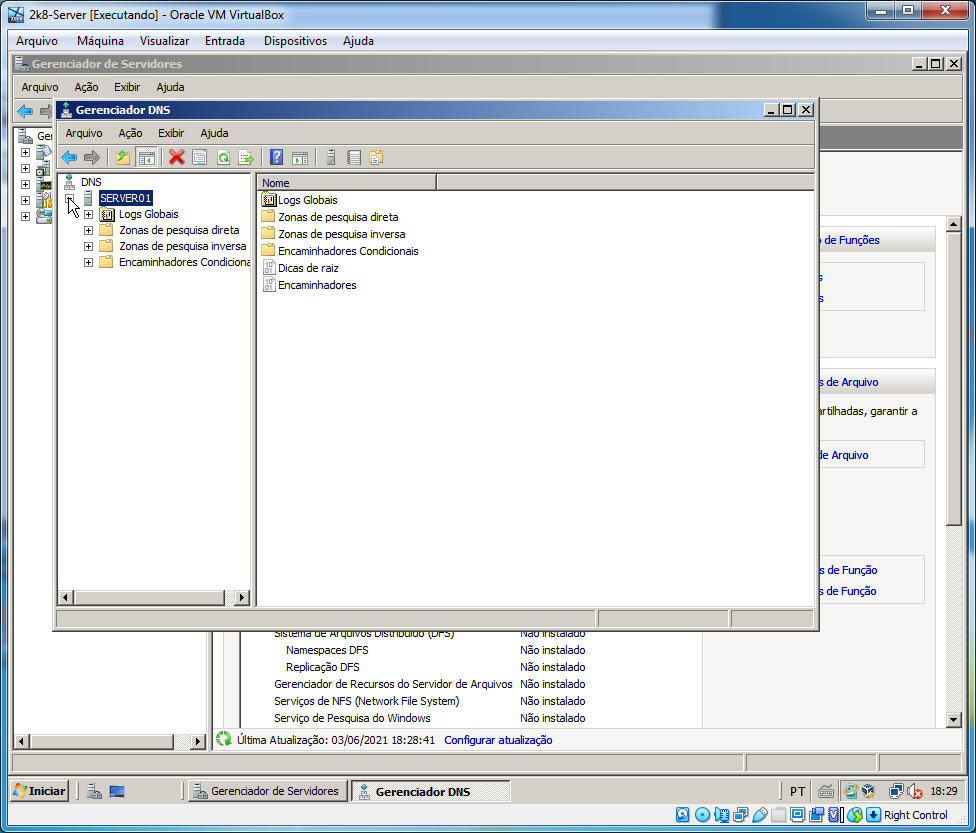 2k8-Server [Executando] - Oracle VM VirtualBox
Arquivo Máquina Visualizar Entrada Dispositivos Ajuda
Gerenciador de Servidores
Arquivo Ação Exibir Ajuda
Gerenciador DNS
Arquivo Ação Exibir Ajuda
DNS
SERVER01
Logs Globais
Zonas de pesquisa direta
Zonas de pesquisa inversa
Encaminhadores Condiciona
Nome
Logs Globais
Zonas de pesquisa direta
Zonas de pesquisa inversa
Encaminhadores Condicionais
Dicas de raiz
Encaminhadores
Ger
o de Funções
s
s
s de Arquivo
artilhadas, garantir a
de Arquivo
s de Função
s de Função
Sistema de Arquivos Distribuído (DFS) Não instalado
Namespaces DFS Não instalado
Replicação DFS Não instalado
Gerenciador de Recursos do Servidor de Arquivos Não instalado
Serviços de NFS (Network File System) Não instalado
Serviço de Pesquisa do Windows Não instalado
Última Atualização: 03/06/2021 18:28:41 Configurar atualização
Iniciar Gerenciador de Servidores Gerenciador DNS PT 18:29
Right Control